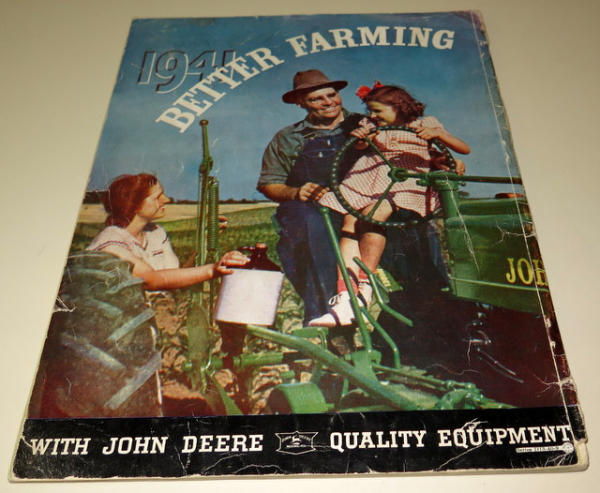 1941
BETTER FARMING
JOH
WITH JOHN DEERE QUALITY EQUIPMENT